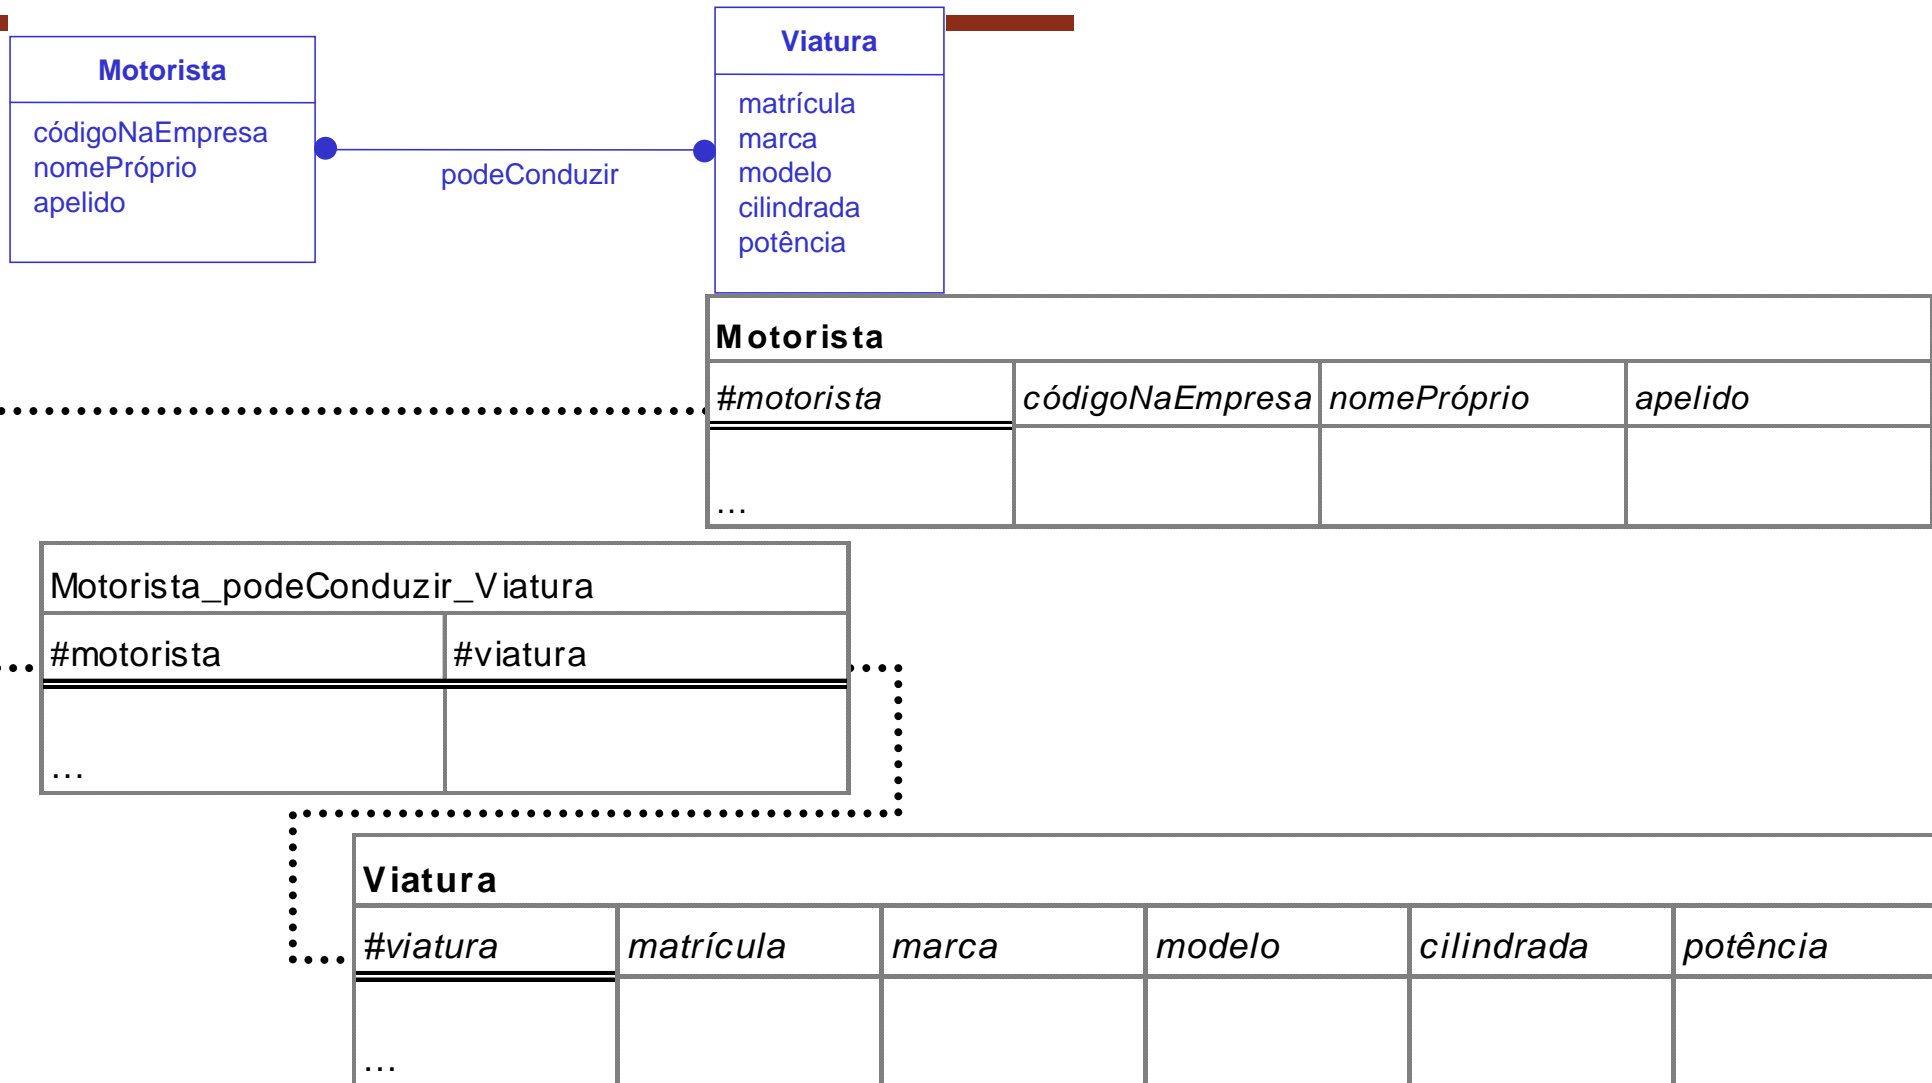 Motorista
códigoNaEmpresa
nomePróprio
apelido
podeConduzir
Viatura
matrícula
marca
modelo
cilindrada
potência
Motorista
#motorista códigoNaEmpresa nomePróprio apelido
...
Motorista_podeConduzir_Viatura
#motorista #viatura
...
Viatura
#viatura matrícula marca modelo cilindrada potência
...